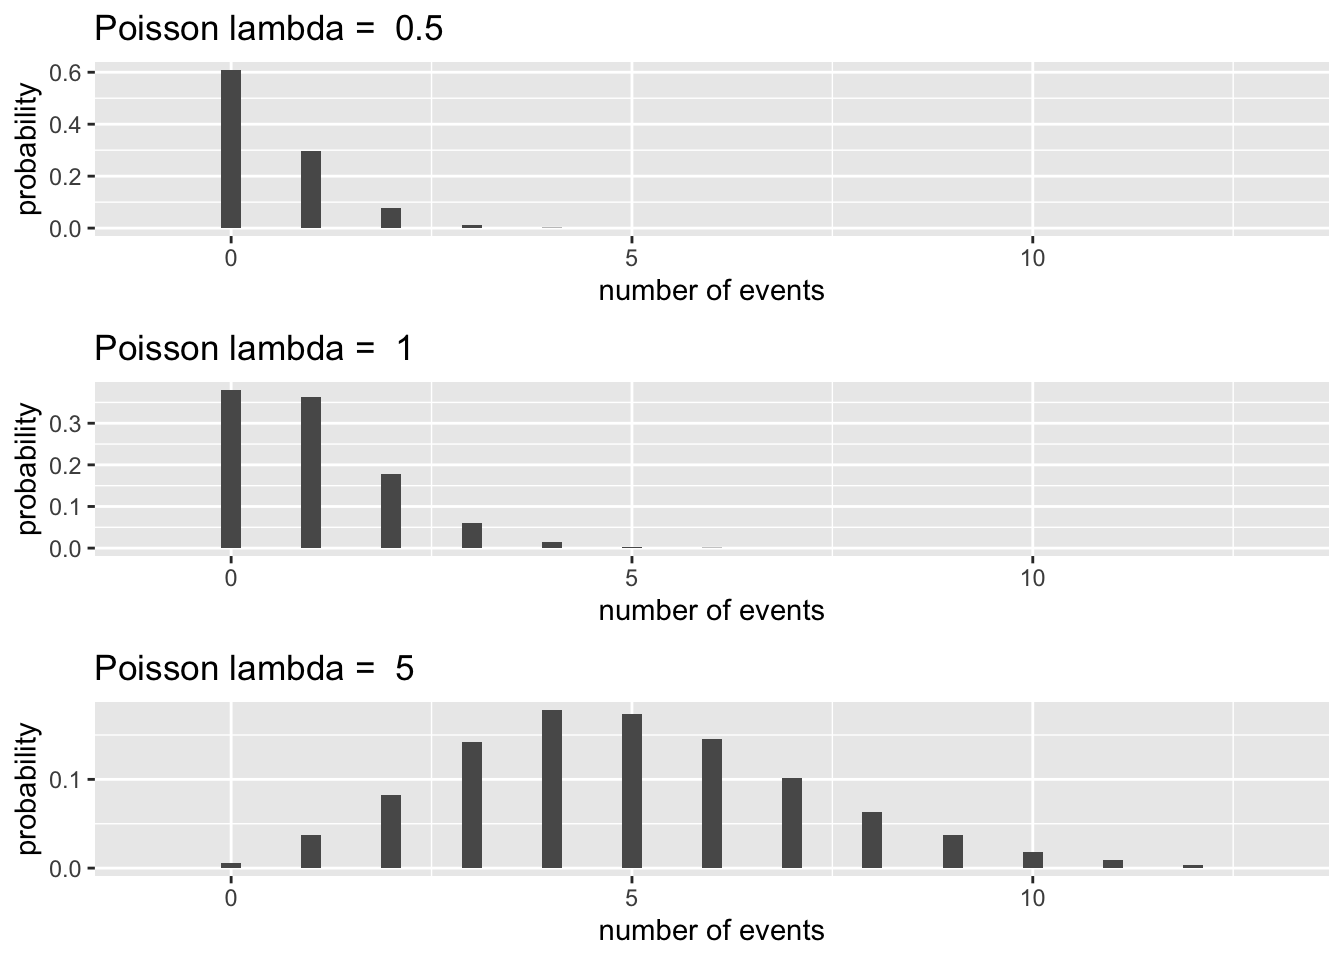 Poisson lambda =  0.5
probability
0.6
0.4
0.2
0.0
0 5 10
number of events
Poisson lambda =  1
probability
0.3
0.2
0.1
0.0
0 5 10
number of events
Poisson lambda =  5
probability
0.1
0.0
0 5 10
number of events